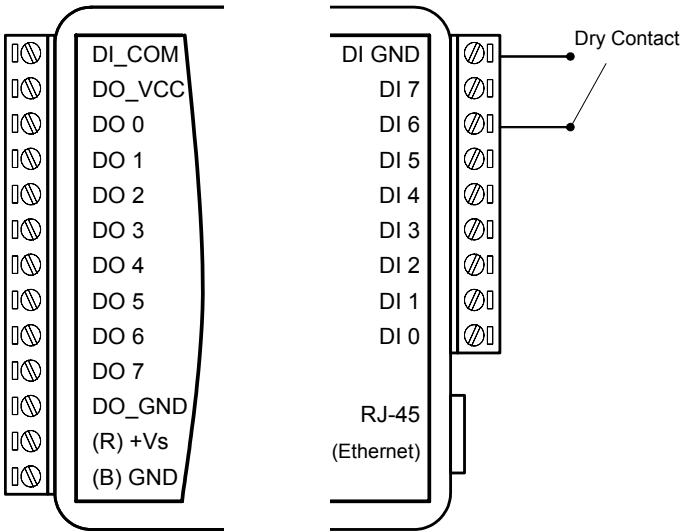 DI_COM
DO_VCC
DO 0
DO 1
DO 2
DO 3
DO 4
DO 5
DO 6
DO 7
DO_GND
(R) +Vs
(B) GND
DI GND
DI 7
DI 6
DI 5
DI 4
DI 3
DI 2
DI 1
DI 0
RJ-45
(Ethernet)
Dry Contact